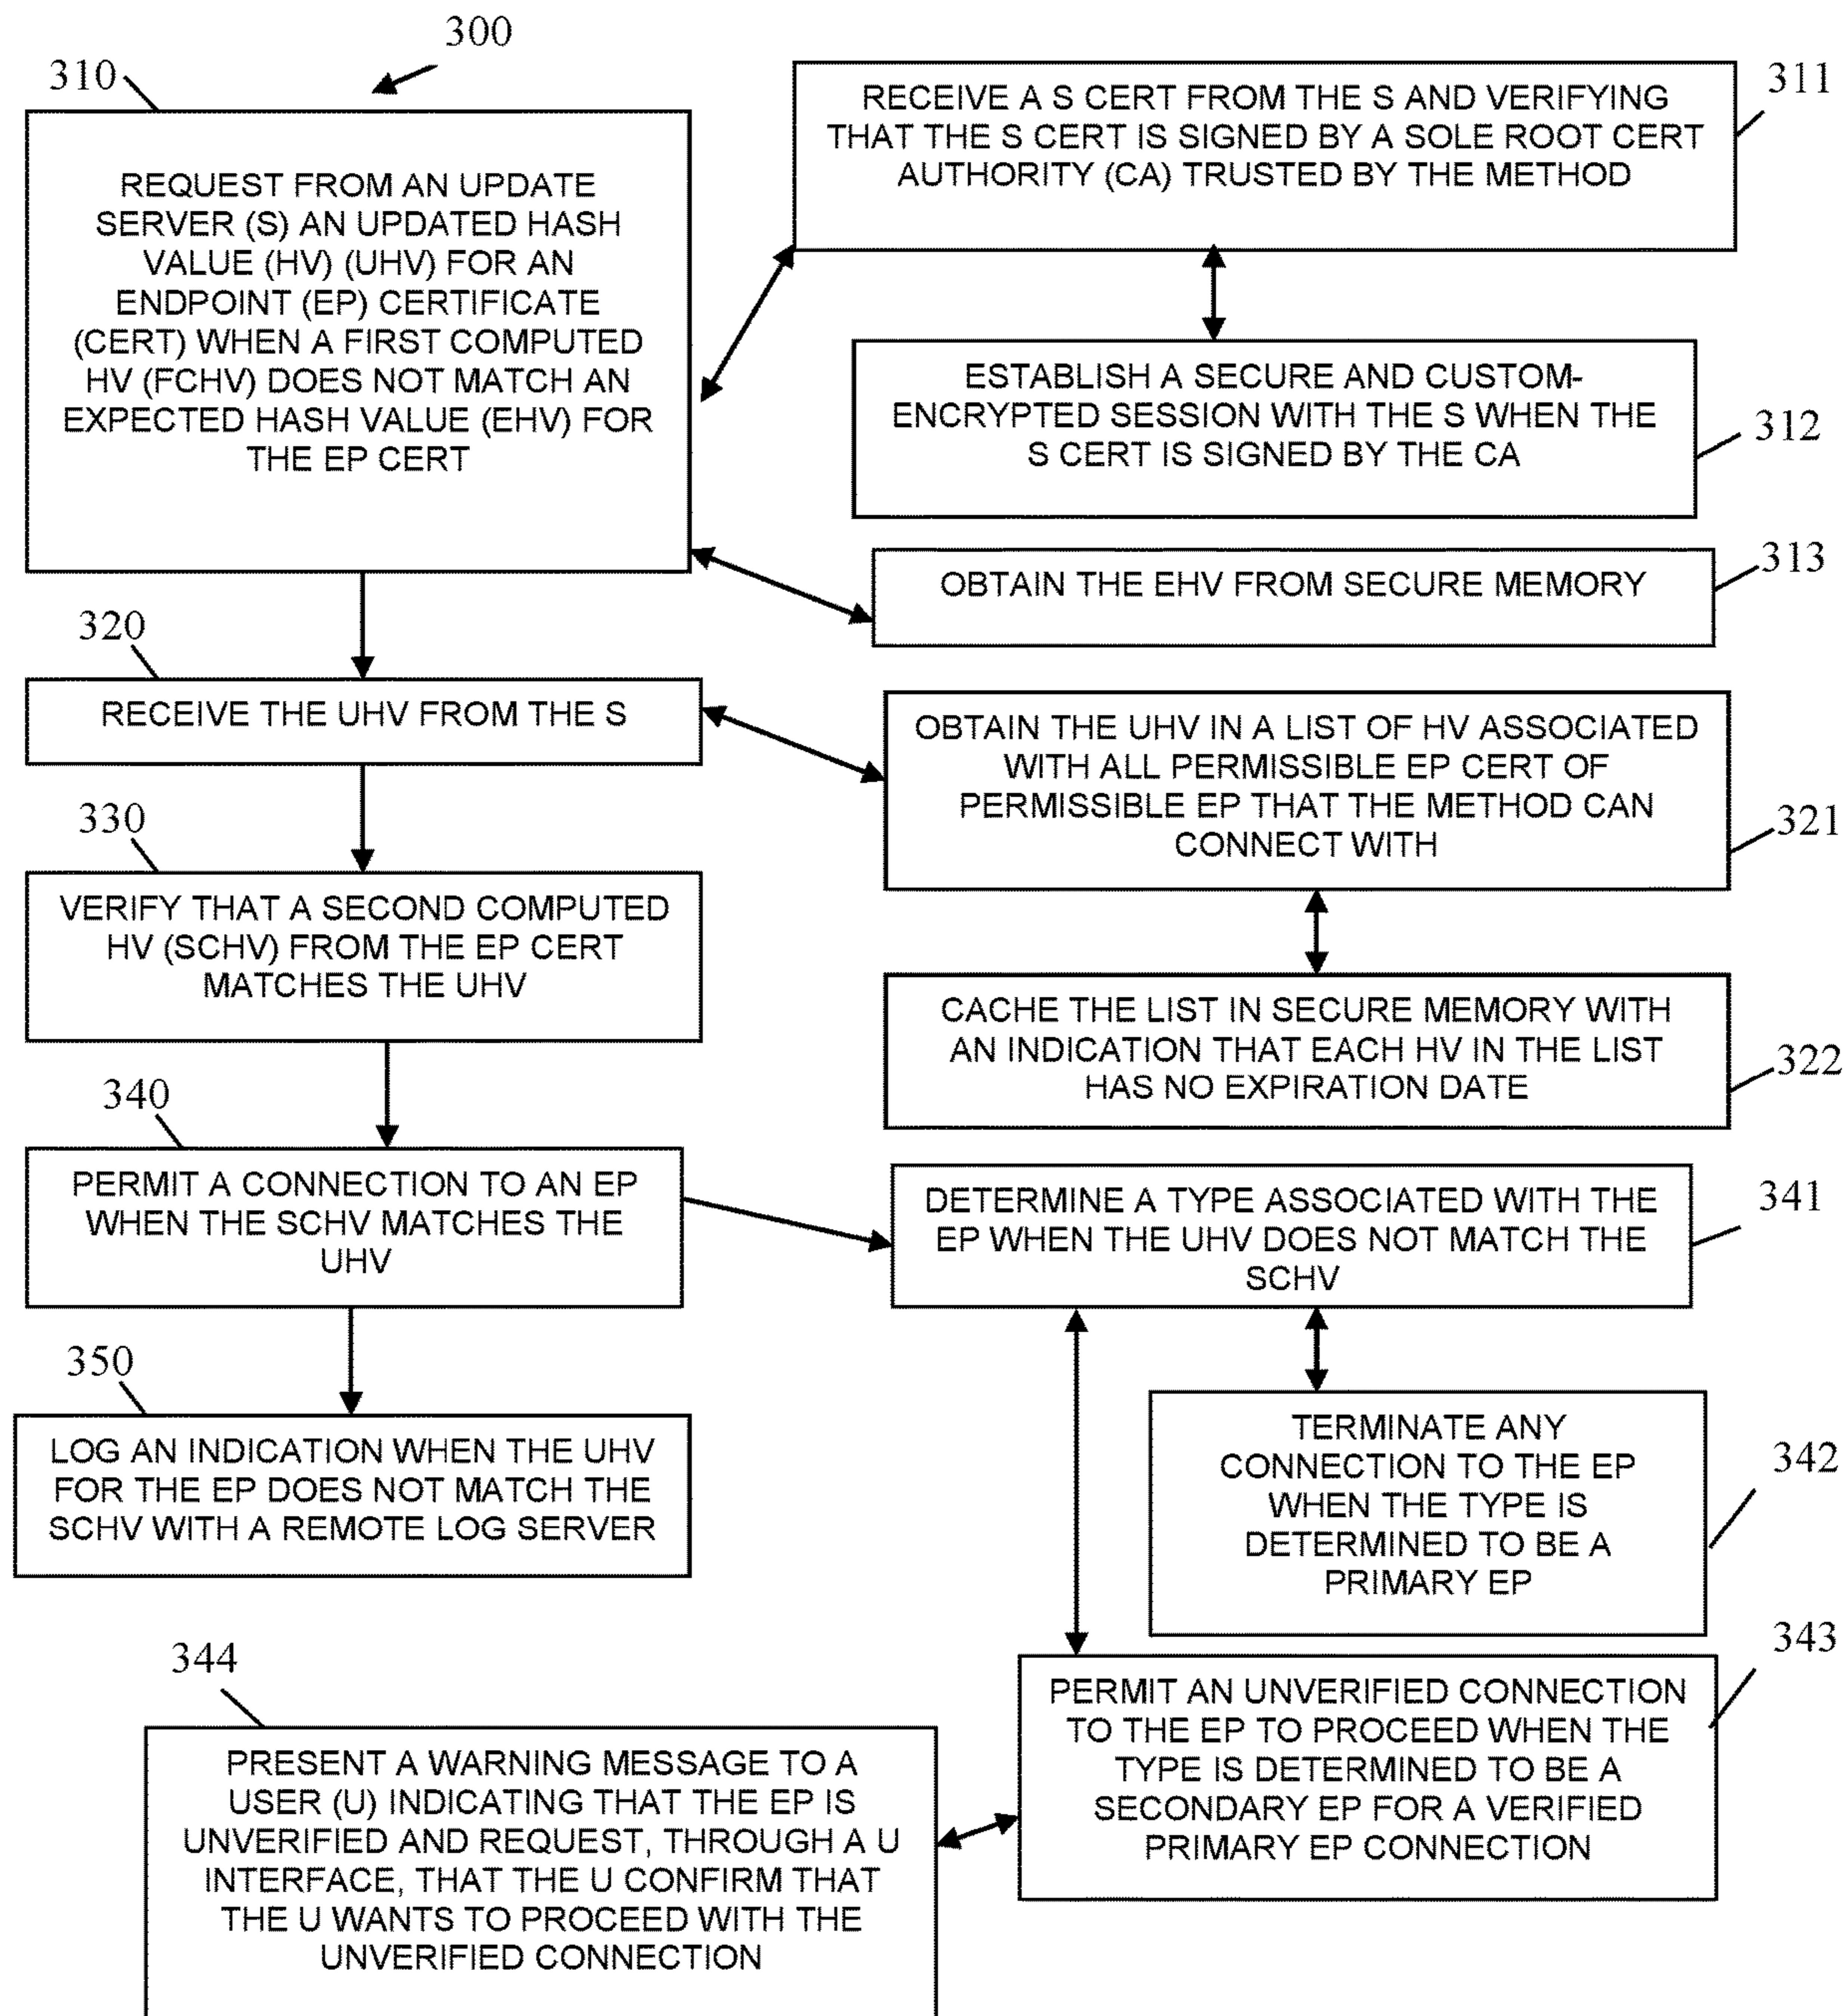 300
310
REQUEST FROM AN UPDATE
SERVER (S) AN UPDATED HASH
VALUE (HV) (UHV) FOR AN
ENDPOINT (EP) CERTIFICATE
(CERT) WHEN A FIRST COMPUTED
HV (FCHV) DOES NOT MATCH AN
EXPECTED HASH VALUE (EHV) FOR
THE EP CERT
311
RECEIVE A S CERT FROM THE S AND VERIFYING
THAT THE S CERT IS SIGNED BY A SOLE ROOT CERT
AUTHORITY (CA) TRUSTED BY THE METHOD
312
ESTABLISH A SECURE AND CUSTOM-
ENCRYPTED SESSION WITH THE S WHEN THE
S CERT IS SIGNED BY THE CA
313
OBTAIN THE EHV FROM SECURE MEMORY
320
RECEIVE THE UHV FROM THE S
321
OBTAIN THE UHV IN A LIST OF HV ASSOCIATED
WITH ALL PERMISSIBLE EP CERT OF
PERMISSIBLE EP THAT THE METHOD CAN
CONNECT WITH
322
CACHE THE LIST IN SECURE MEMORY WITH
AN INDICATION THAT EACH HV IN THE LIST
HAS NO EXPIRATION DATE
330
VERIFY THAT A SECOND COMPUTED
HV (SCHV) FROM THE EP CERT
MATCHES THE UHV
340
PERMIT A CONNECTION TO AN EP
WHEN THE SCHV MATCHES THE
UHV
341
DETERMINE A TYPE ASSOCIATED WITH THE
EP WHEN THE UHV DOES NOT MATCH THE
SCHV
342
TERMINATE ANY
CONNECTION TO THE EP
WHEN THE TYPE IS
DETERMINED TO BE A
PRIMARY EP
343
PERMIT AN UNVERIFIED CONNECTION
TO THE EP TO PROCEED WHEN THE
TYPE IS DETERMINED TO BE A
SECONDARY EP FOR A VERIFIED
PRIMARY EP CONNECTION
344
PRESENT A WARNING MESSAGE TO A
USER (U) INDICATING THAT THE EP IS
UNVERIFIED AND REQUEST, THROUGH A U
INTERFACE, THAT THE U CONFIRM THAT
THE U WANTS TO PROCEED WITH THE
UNVERIFIED CONNECTION
350
LOG AN INDICATION WHEN THE UHV
FOR THE EP DOES NOT MATCH THE
SCHV WITH A REMOTE LOG SERVER